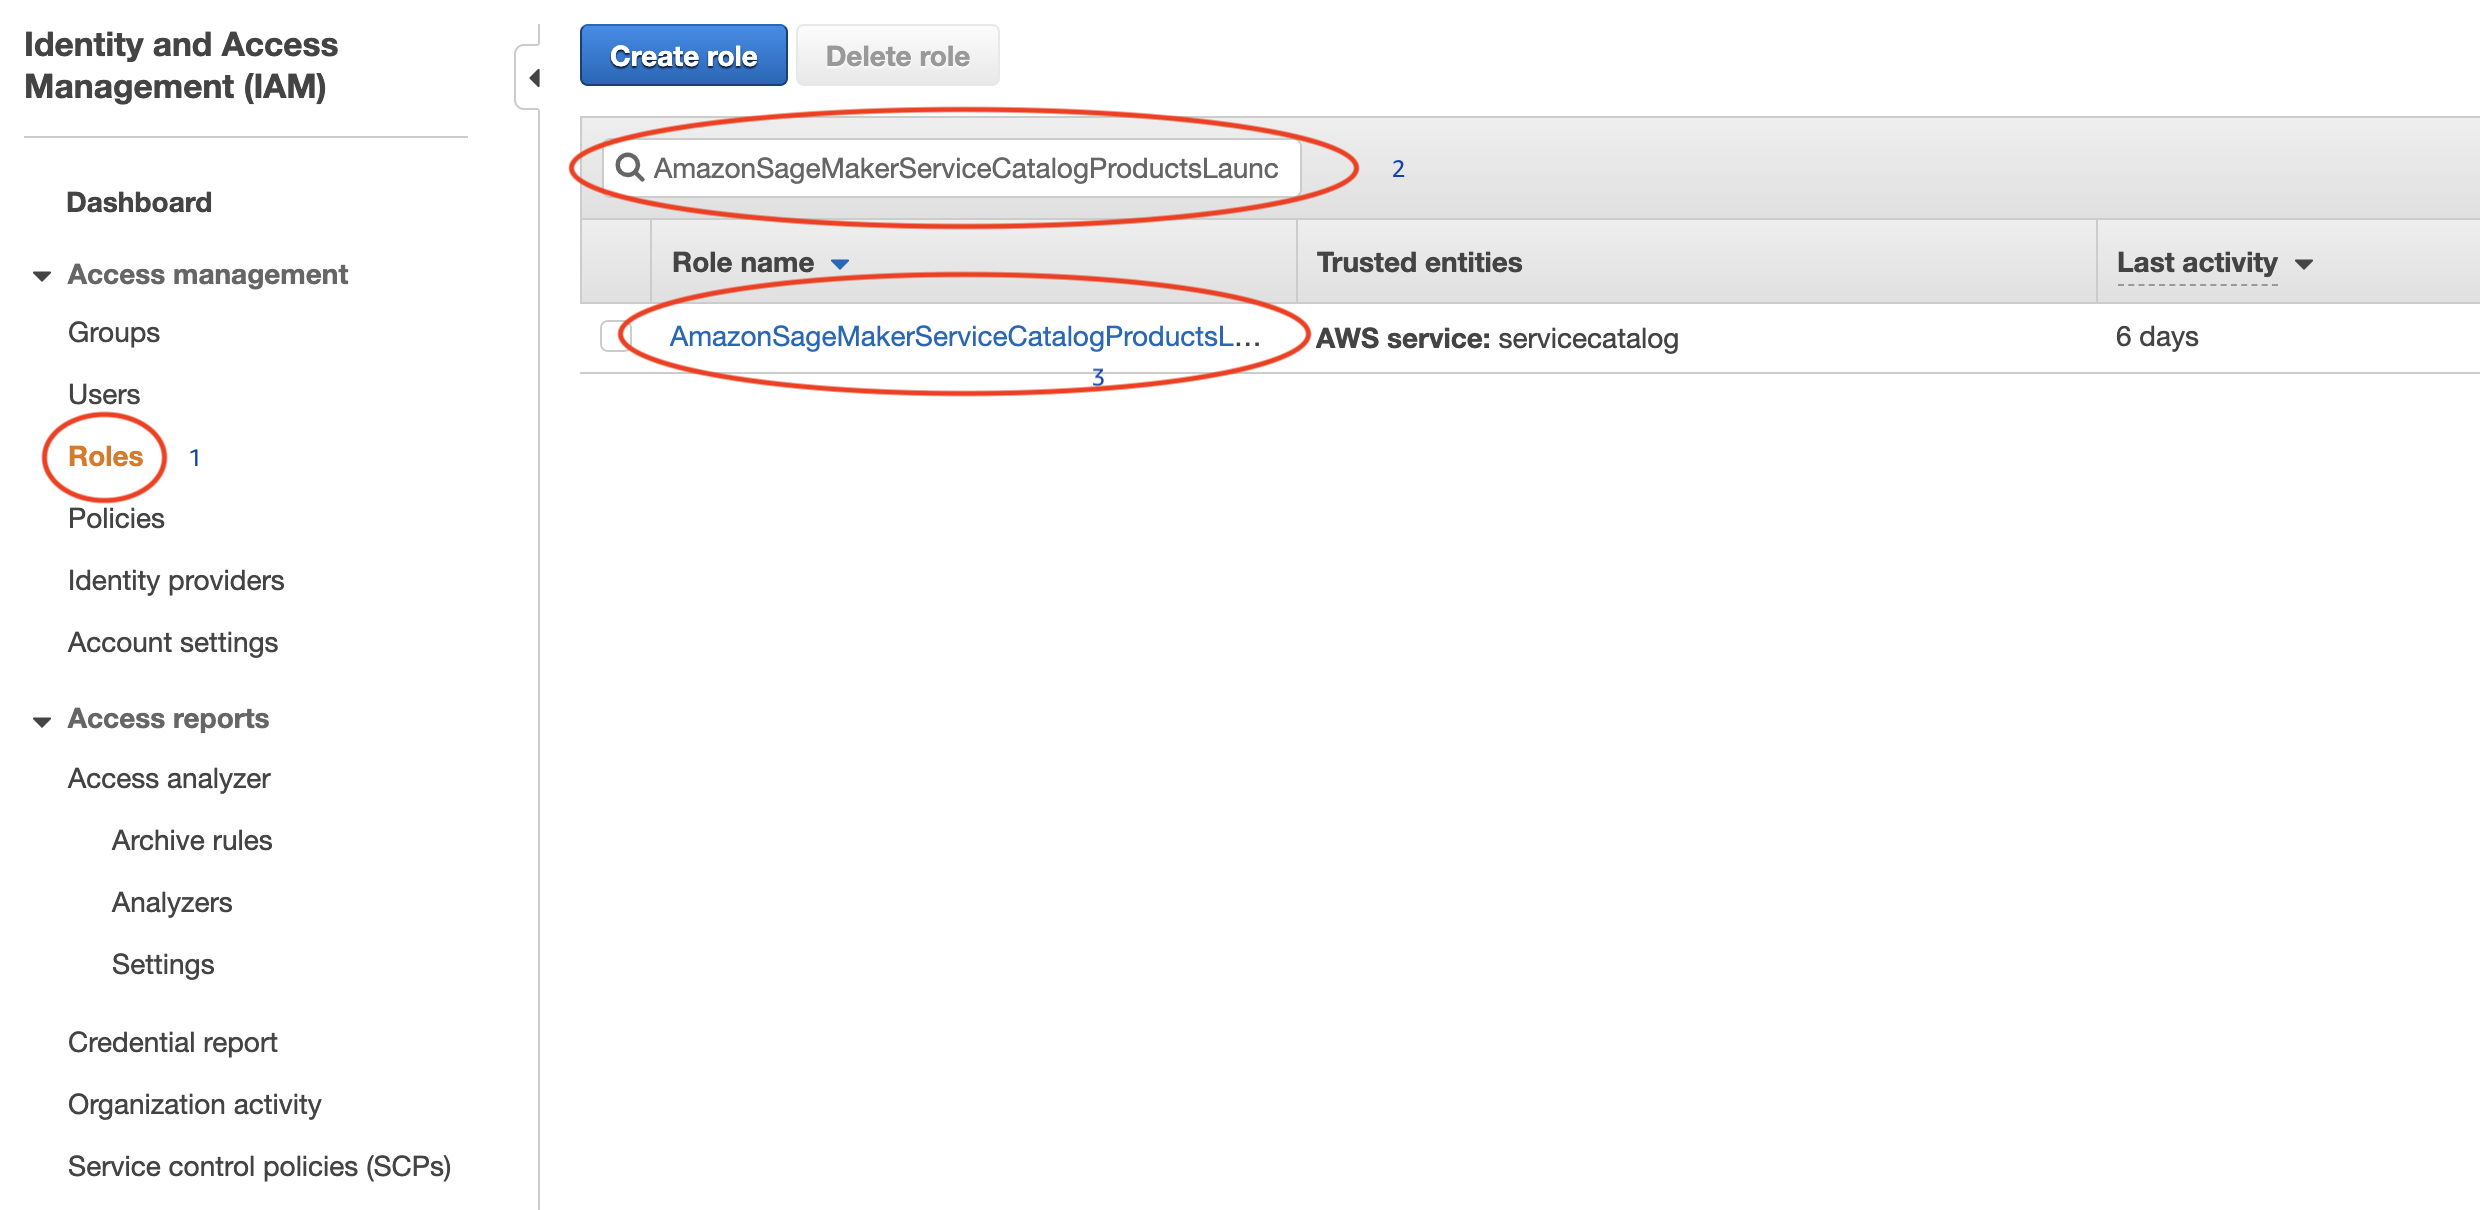 Identity and Access
Management (IAM)
Dashboard
Access management
Groups
Users
Roles 1
Policies
Identity providers
Account settings
Access reports
Access analyzer
Archive rules
Analyzers
Settings
Credential report
Organization activity
Service control policies (SCPs)
Create role Delete role
AmazonSageMakerServiceCatalogProductsLaunc 2
Role name Trusted entities Last activity
AmazonSageMakerServiceCatalogProductsL... AWS service: servicecatalog 6 days
3